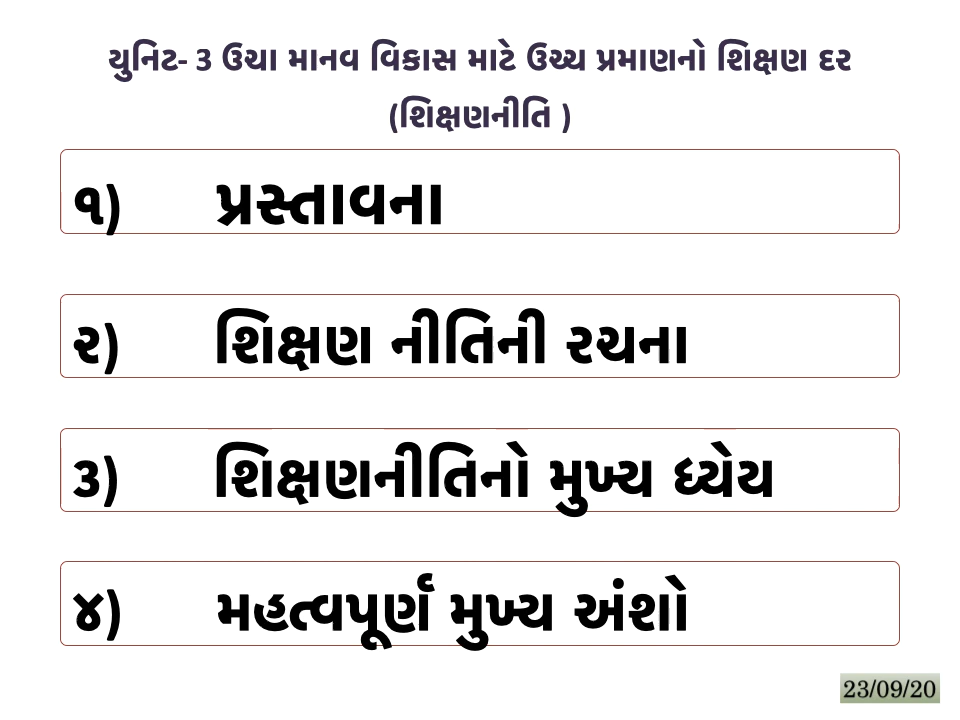 યુનિટ- 3 ઉચા માનવ વિકાસ માટે ઉચ્ચ પ્રમાણનો શિક્ષણ દર
(શિક્ષણનીતિ )
૧) પ્રસ્તાવના
૨) શિક્ષણ નીતિની રચના
૩) શિક્ષણનીતિનો મુખ્ય ધ્યેય
૪) મહત્વપૂર્ણ મુખ્ય અંશો
23/09/20